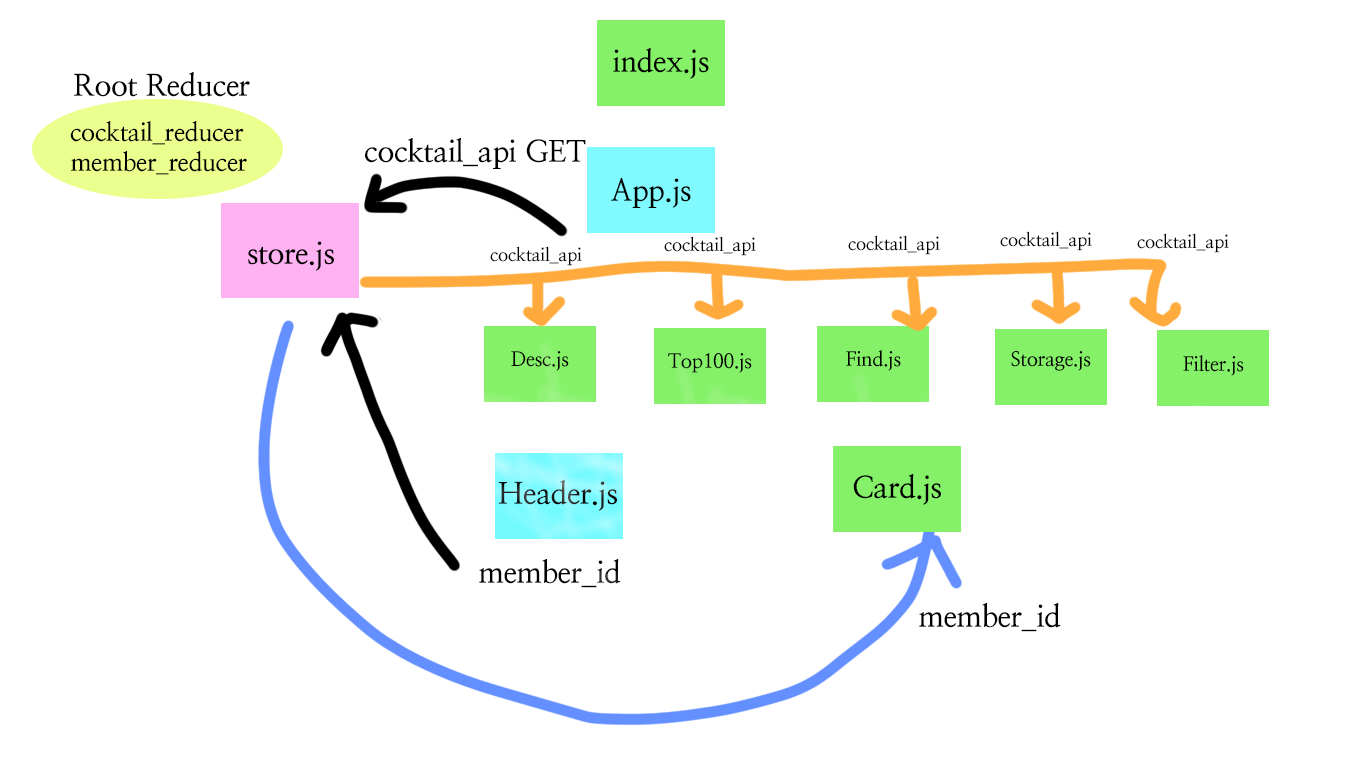 index.js
Root Reducer
cocktail_reducer
member_reducer
cocktail_api GET
App.js
store.js
cocktail_api
cocktail_api
cocktail_api
cocktail_api
cocktail_api
Desc.js
Top100.js
Find.js
Storage.js
Filter.js
Header.js
Card.js
member_id
member_id